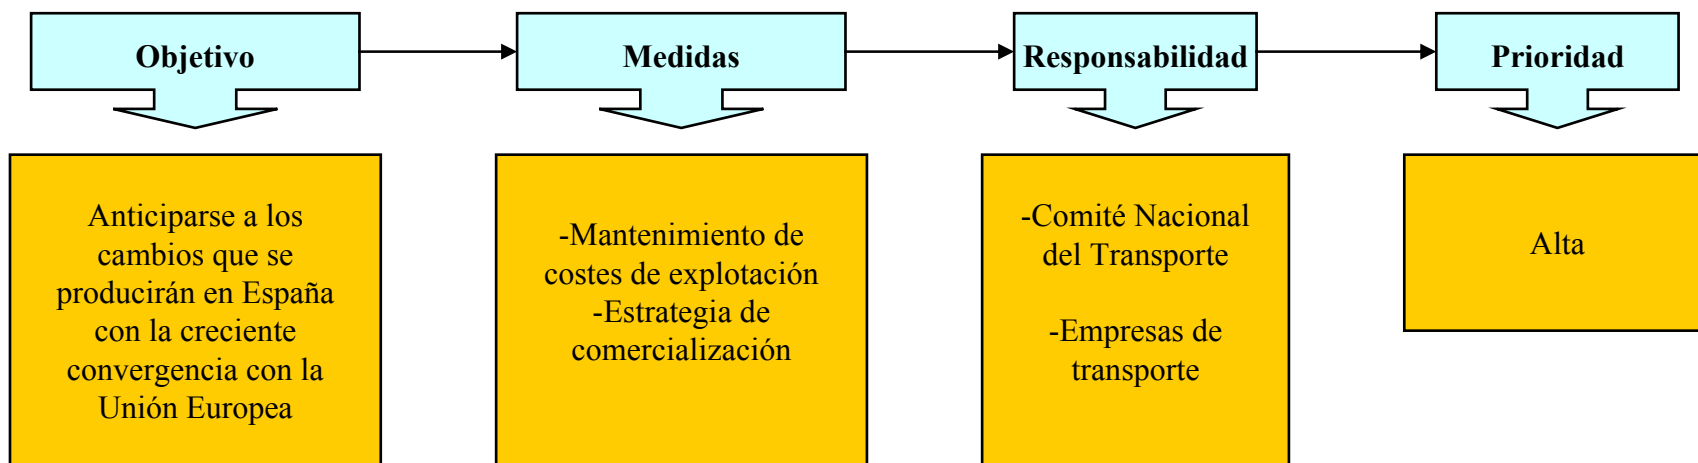 Objetivo
Medidas
Responsabilidad
Prioridad
Anticiparse a los
cambios que se
producirán en España
con la creciente
convergencia con la
Unión Europea
-Mantenimiento de
costes de explotación
-Estrategia de
comercialización
-Comité Nacional
del Transporte
-Empresas de
transporte
Alta